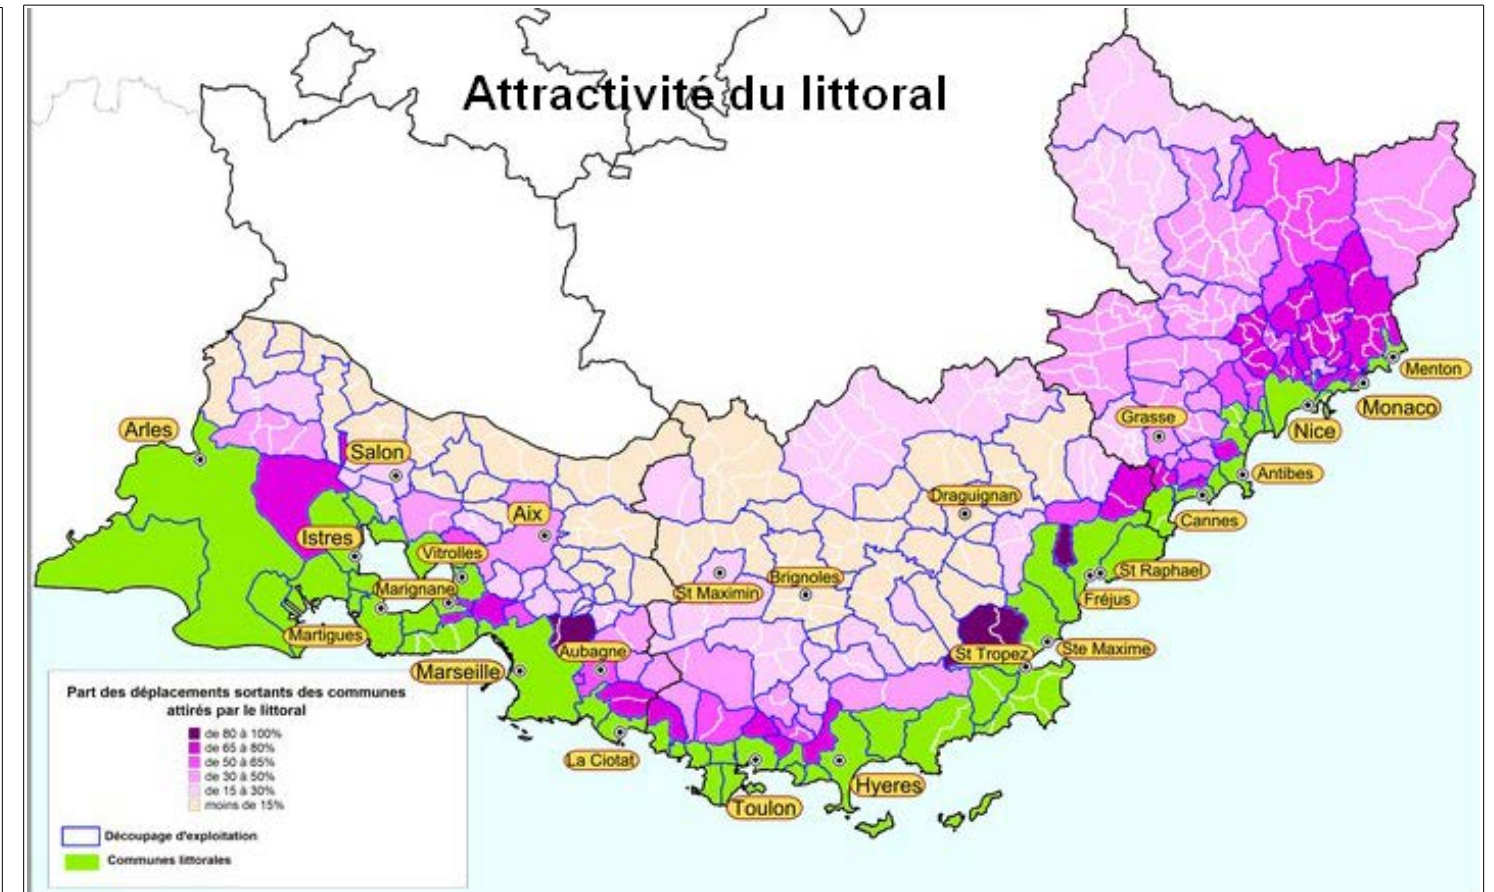 Attractivité du littoral
Menton
Monaco
Grasse
Nice
Arles
Salon
Antibes
Draguignan
Aix
Cannes
Istres
Vitrolles
St Raphael
Brignoles
Marignane
St Maximin
Fréjus
Martigues
Ste Maxime
Aubagne
St Tropez
Marseille
La Ciotat
Hyeres
Toulon
Part des déplacements sortants des communes
attirés par le littoral
de 80 à 100%
de 65 à 80%
de 50 à 65%
de 30 à 50%
de 15 à 30%
moins de 15%
Découpage d'exploitation
Communes littorales